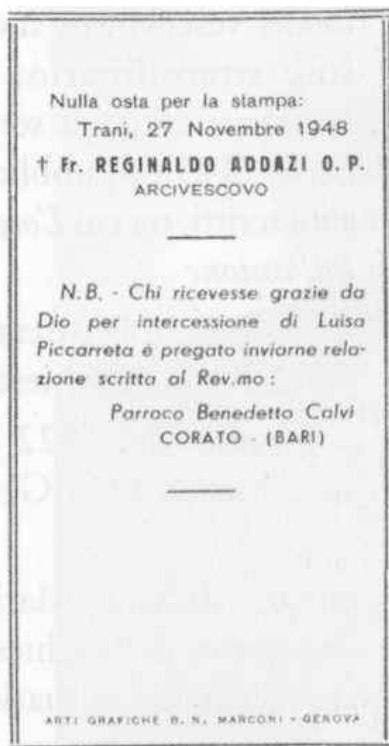 Nulla osta per la stampa:
Trani, 27 Novembre 1948
† Fr. REGINALDO ADDAZI O. P.
ARCIVESCOVO
N.B. - Chi ricevesse grazie da
Dio per intercessione di Luisa
Piccarreta è pregato inviarne rela-
zione scritta al Rev.mo :
Parroco Benedetto Calvi
CORATO - (BARI)
ARTI GRAFICHE B. N. MARCONI - GENOVA